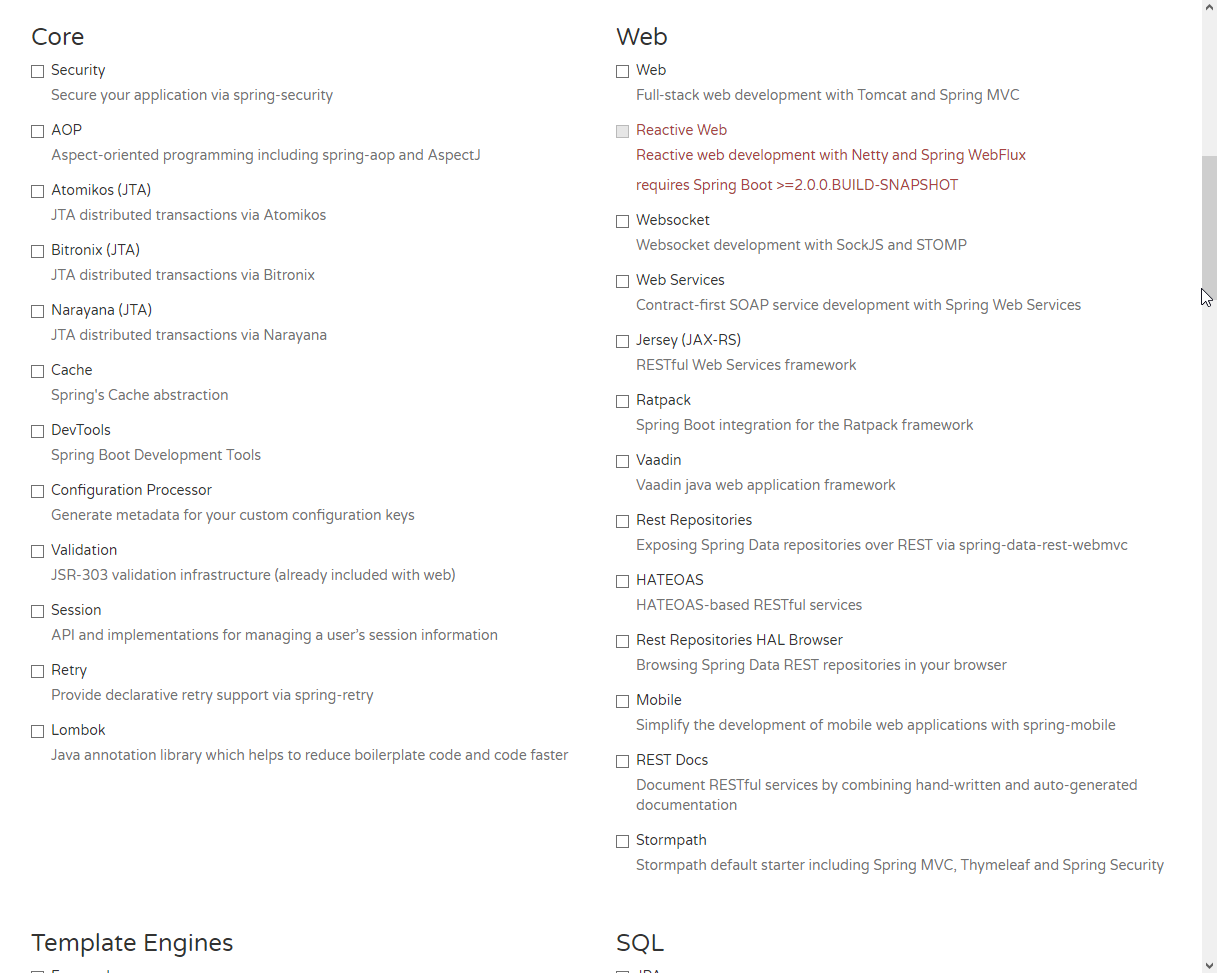 Core
Security
Secure your application via spring-security
AOP
Aspect-oriented programming including spring-aop and AspectJ
Atomikos (JTA)
JTA distributed transactions via Atomikos
Bitronix (JTA)
JTA distributed transactions via Bitronix
Narayana (JTA)
JTA distributed transactions via Narayana
Cache
Spring's Cache abstraction
DevTools
Spring Boot Development Tools
Configuration Processor
Generate metadata for your custom configuration keys
Validation
JSR-303 validation infrastructure (already included with web)
Session
API and implementations for managing a user’s session information
Retry
Provide declarative retry support via spring-retry
Lombok
Java annotation library which helps to reduce boilerplate code and code faster
Web
Web
Full-stack web development with Tomcat and Spring MVC
Reactive Web
Reactive web development with Netty and Spring WebFlux
requires Spring Boot >=2.0.0.BUILD-SNAPSHOT
Websocket
Websocket development with SockJS and STOMP
Web Services
Contract-first SOAP service development with Spring Web Services
Jersey (JAX-RS)
RESTful Web Services framework
Ratpack
Spring Boot integration for the Ratpack framework
Vaadin
Vaadin java web application framework
Rest Repositories
Exposing Spring Data repositories over REST via spring-data-rest-webmvc
HATEOAS
HATEOAS-based RESTful services
Rest Repositories HAL Browser
Browsing Spring Data REST repositories in your browser
Mobile
Simplify the development of mobile web applications with spring-mobile
REST Docs
Document RESTful services by combining hand-written and auto-generated
documentation
Stormpath
Stormpath default starter including Spring MVC, Thymeleaf and Spring Security
Template Engines
SQL